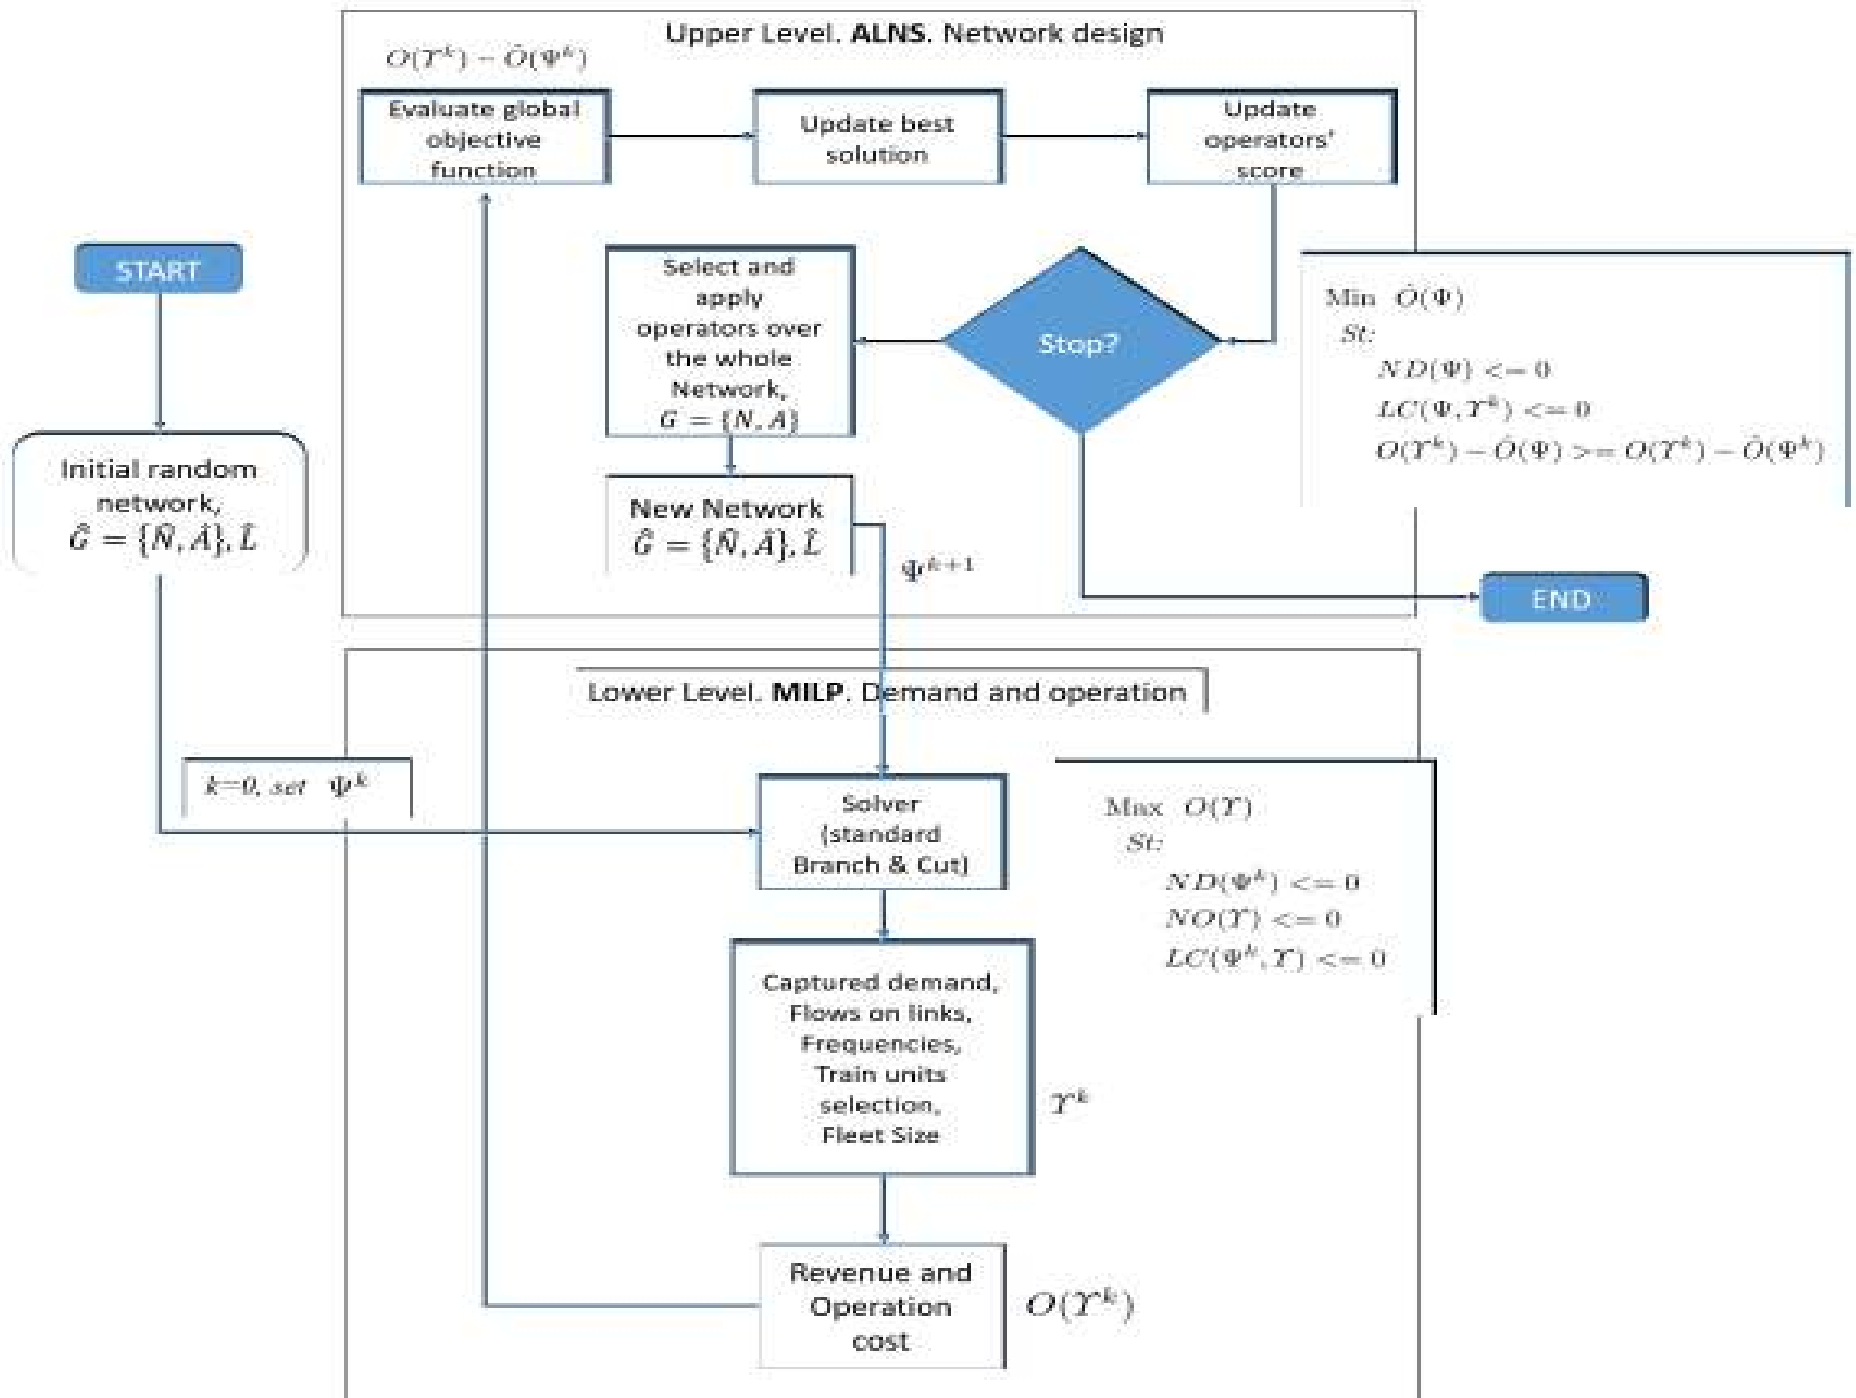 Upper Level. ALNS. Network design
O(ϒ^k) − Ô(Ψ^k)
Evaluate global
objective
function
Update best
solution
Update
operators'
score
START
Select and
apply
operators over
the whole
Network,
G = {N, A}
Stop?
Min Ô(Φ)
St:
ND(Ψ) <= 0
LC(Φ, ϒ^k) <= 0
O(ϒ^k) − Ô(Ψ) >= O(ϒ^k) − Ô(Ψ^k)
Initial random
network,
Ĝ = {N̂, Â}, L̂
New Network
Ĝ = {N̂, Â}, L̂
Ψ^{k+1}
END
Lower Level. MILP. Demand and operation
k=0, set Ψ^k
Solver
(standard
Branch & Cut)
Max O(ϒ)
St:
ND(Ψ^k) <= 0
NO(ϒ) <= 0
LC(Ψ^k, ϒ) <= 0
Captured demand,
Flows on links,
Frequencies,
Train units
selection,
Fleet Size
ϒ^k
Revenue and
Operation
cost
O(ϒ^k)